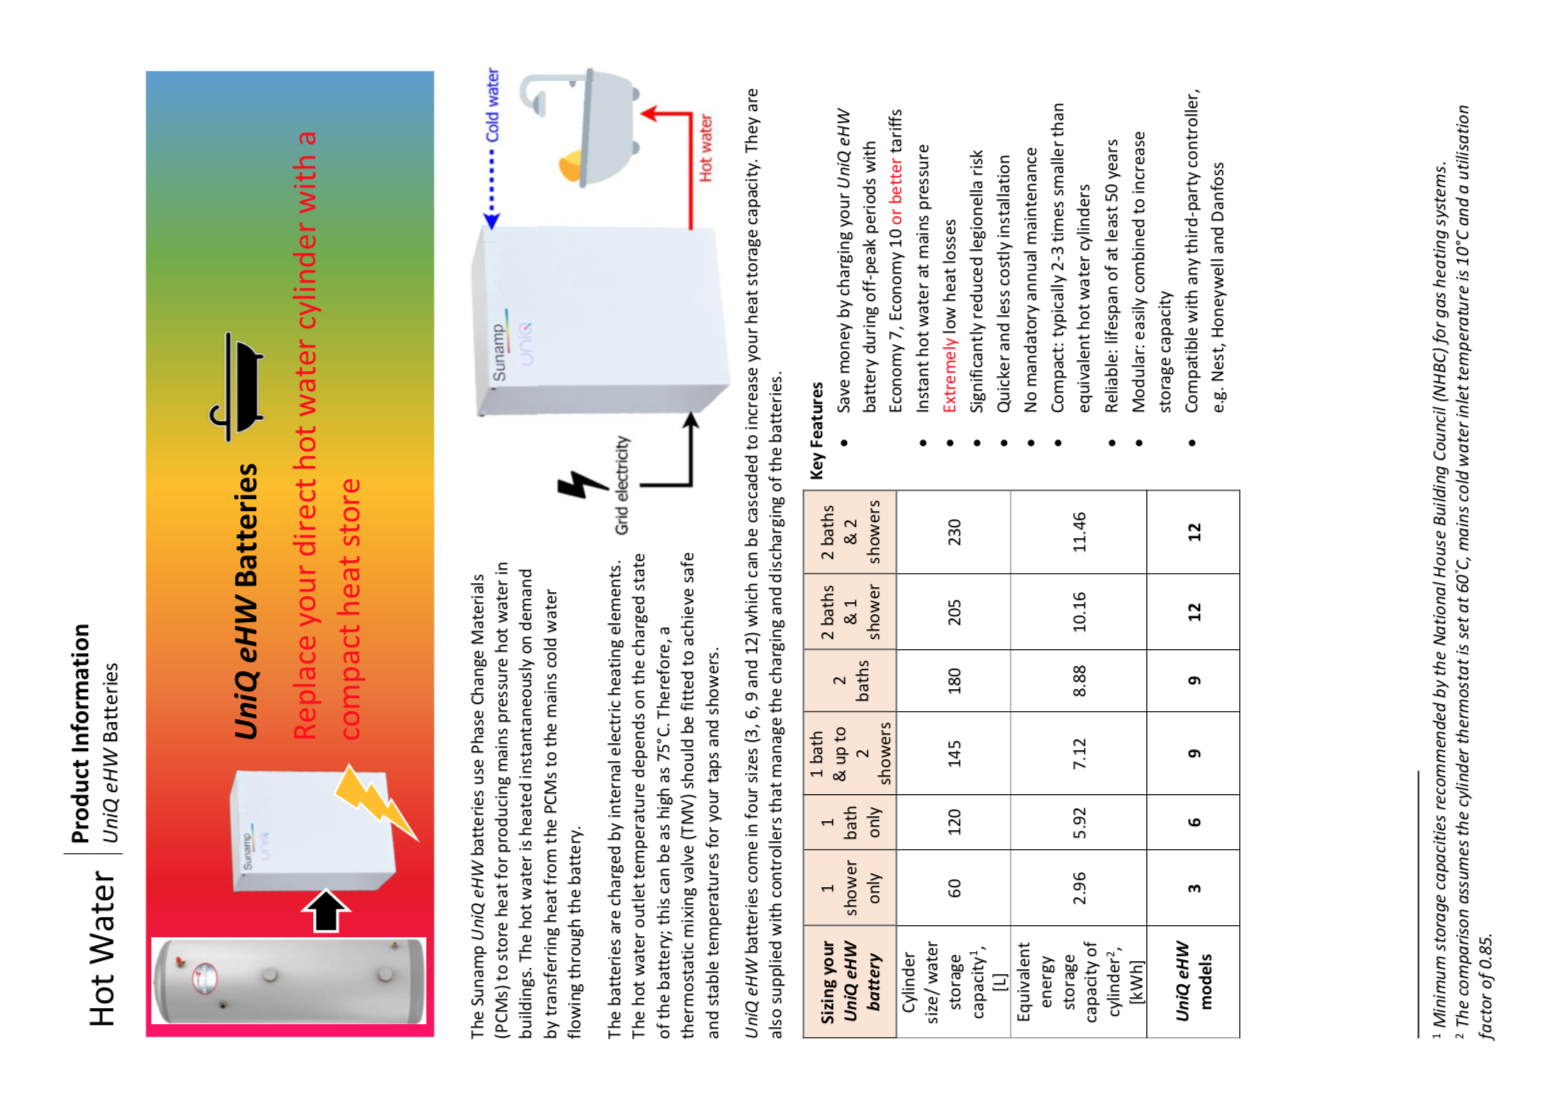 Hot Water
Product Information
UniQ eHW Batteries
UniQ eHW Batteries
Replace your direct hot water cylinder with a
compact heat store
Sunamp
UniQ
The Sunamp UniQ eHW batteries use Phase Change Materials
(PCMs) to store heat for producing mains pressure hot water in
buildings. The hot water is heated instantaneously on demand
by transferring heat from the PCMs to the mains cold water
flowing through the battery.
The batteries are charged by internal electric heating elements.
The hot water outlet temperature depends on the charged state
of the battery; this can be as high as 75°C. Therefore, a
thermostatic mixing valve (TMV) should be fitted to achieve safe
and stable temperatures for your taps and showers.
Grid electricity
Sunamp
UniQ
Cold water
Hot water
UniQ eHW batteries come in four sizes (3, 6, 9 and 12) which can be cascaded to increase your heat storage capacity. They are
also supplied with controllers that manage the charging and discharging of the batteries.
Sizing your UniQ eHW battery | 1 shower only | 1 bath only | 1 bath & up to 2 showers | 2 baths | 2 baths & 1 shower | 2 baths & 2 showers
Cylinder size/ water storage capacity¹, [L] | 60 | 120 | 145 | 180 | 205 | 230
Equivalent energy storage capacity of cylinder², [kWh] | 2.96 | 5.92 | 7.12 | 8.88 | 10.16 | 11.46
UniQ eHW models | 3 | 6 | 9 | 9 | 12 | 12
Key Features
• Save money by charging your UniQ eHW
battery during off-peak periods with
Economy 7, Economy 10 or better tariffs
• Instant hot water at mains pressure
• Extremely low heat losses
• Significantly reduced legionella risk
• Quicker and less costly installation
• No mandatory annual maintenance
• Compact: typically 2-3 times smaller than
equivalent hot water cylinders
• Reliable: lifespan of at least 50 years
• Modular: easily combined to increase
storage capacity
• Compatible with any third-party controller,
e.g. Nest, Honeywell and Danfoss
¹ Minimum storage capacities recommended by the National House Building Council (NHBC) for gas heating systems.
² The comparison assumes the cylinder thermostat is set at 60°C, mains cold water inlet temperature is 10°C and a utilisation
factor of 0.85.